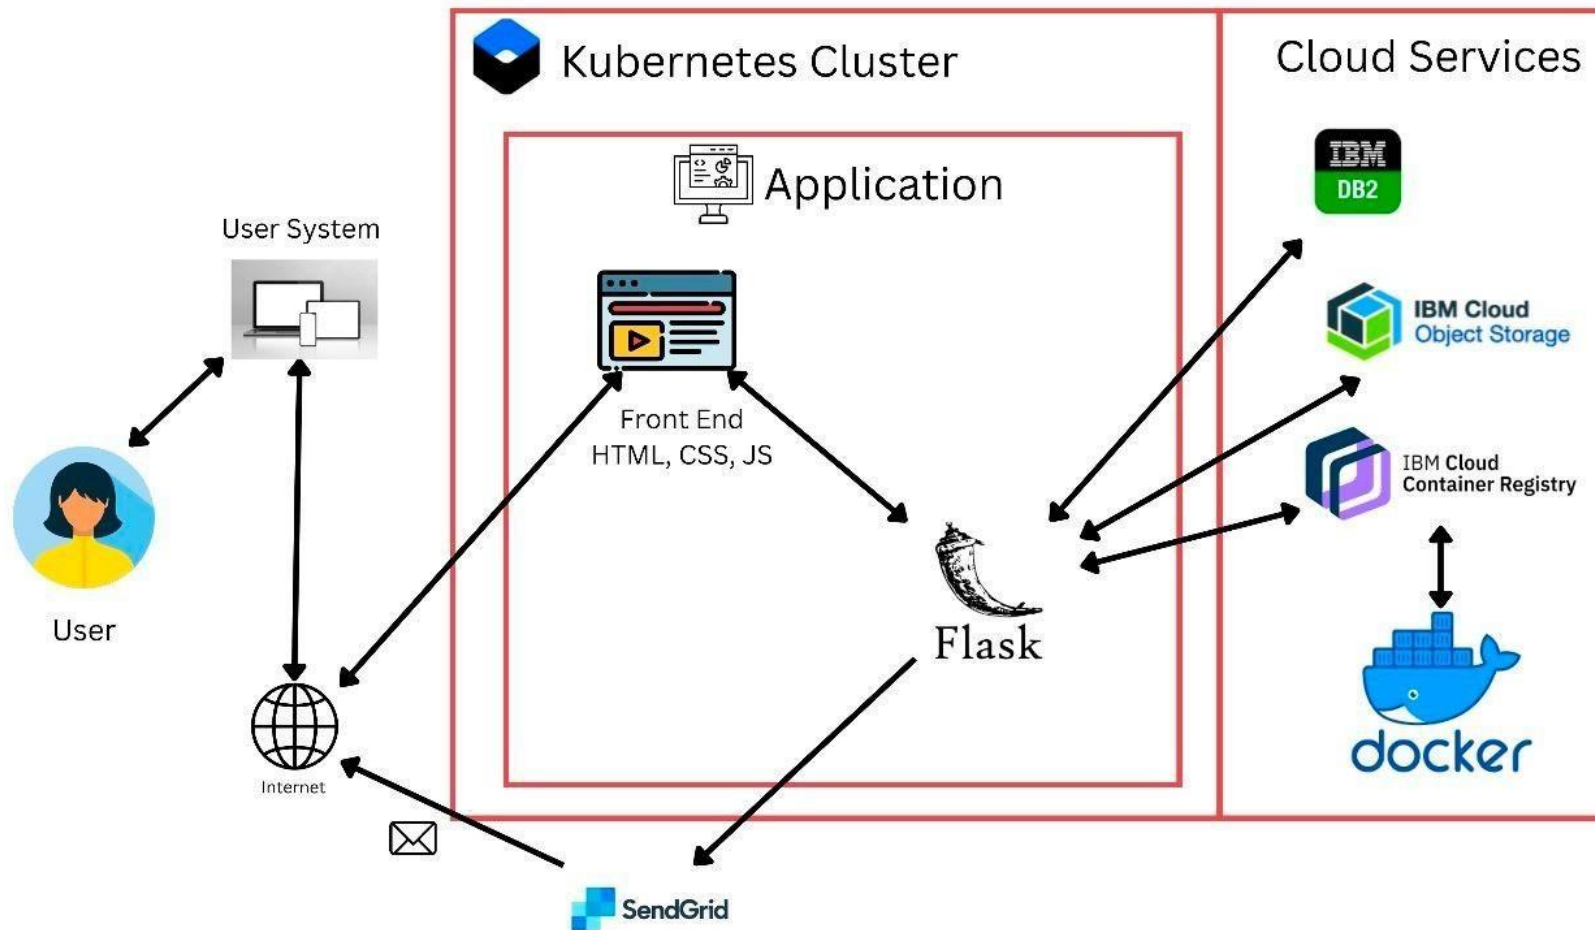 Kubernetes Cluster
Cloud Services
Application
IBM
DB2
User System
IBM Cloud
Object Storage
Front End
HTML, CSS, JS
IBM Cloud
Container Registry
User
Flask
docker
Internet
SendGrid